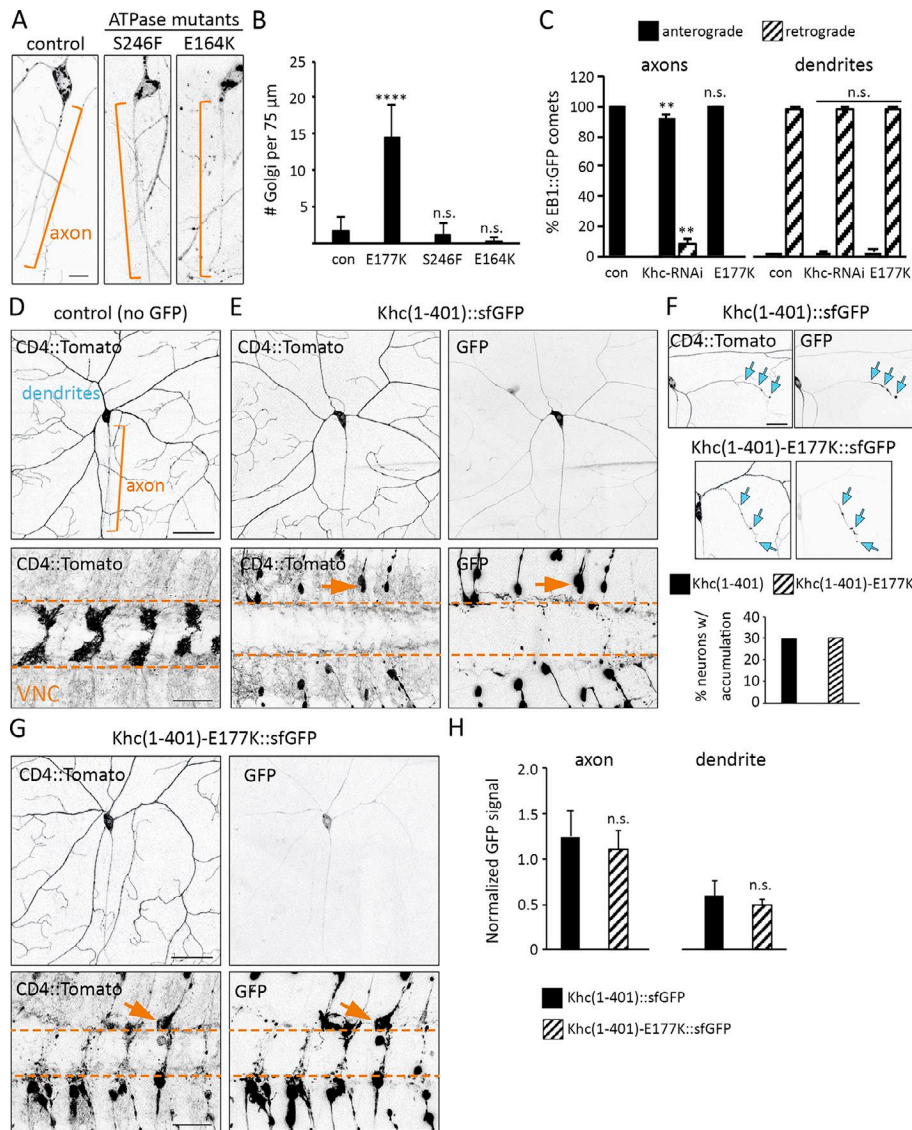 A
ATPase mutants
control
S246F
E164K
axon
B
# Golgi per 75 µm
25
20
15
10
5
0
****
n.s.
n.s.
con
E177K
S246F
E164K
C
anterograde
retrograde
axons
dendrites
% EB1::GFP comets
100
80
60
40
20
0
**
n.s.
**
n.s.
con
Khc-RNAi
E177K
con
Khc-RNAi
E177K
D
control (no GFP)
CD4::Tomato
dendrites
axon
CD4::Tomato
VNC
E
Khc(1-401)::sfGFP
CD4::Tomato
GFP
CD4::Tomato
GFP
F
Khc(1-401)::sfGFP
CD4::Tomato
GFP
Khc(1-401)-E177K::sfGFP
Khc(1-401)
Khc(1-401)-E177K
% neurons w/
accumulation
60
40
20
0
G
Khc(1-401)-E177K::sfGFP
CD4::Tomato
GFP
CD4::Tomato
GFP
H
axon
dendrite
Normalized GFP signal
2.0
1.5
1.0
0.5
0
n.s.
n.s.
Khc(1-401)::sfGFP
Khc(1-401)-E177K::sfGFP